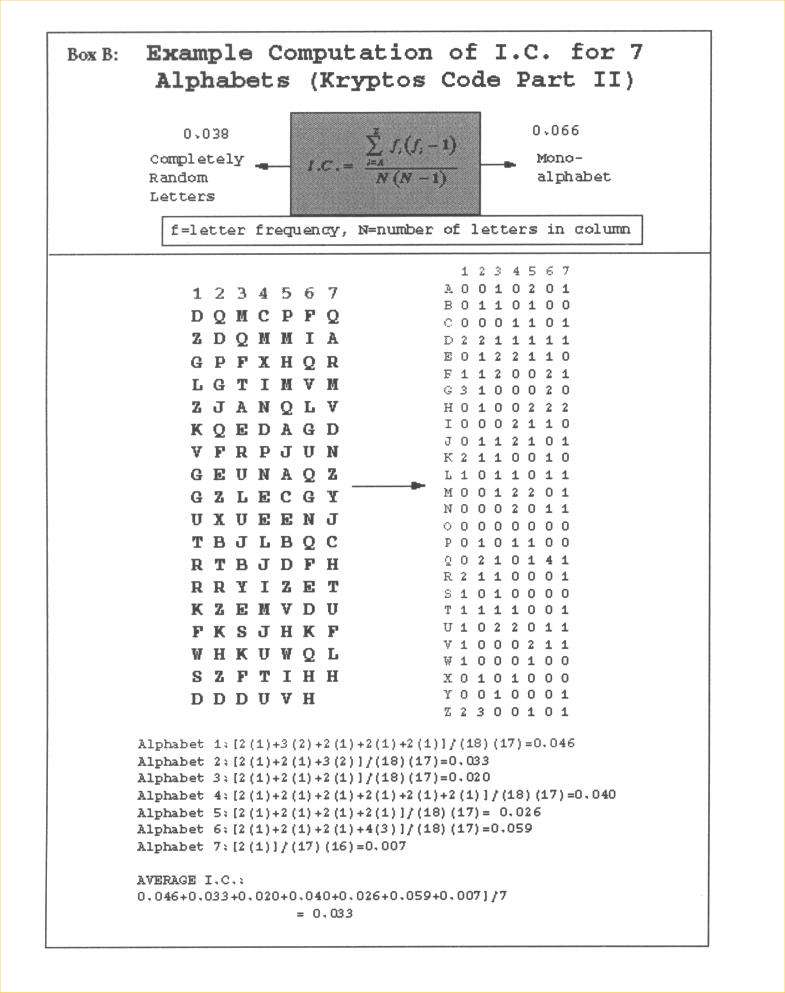 Box B: Example Computation of I.C. for 7
Alphabets (Kryptos Code Part II)
0.038
Completely
Random
Letters
I.C.= Σ f_i(f_i −1)
i=A
N(N−1)
0.066
Mono-
alphabet
f=letter frequency, N=number of letters in column
1 2 3 4 5 6 7
D Q M C P F Q
Z D Q M M I A
G P F X H Q R
L G T I M V M
Z J A N Q L V
K Q E D A G D
V F R P J U N
G E U N A Q Z
G Z L E C G Y
U X U E E N J
T B J L B Q C
R T B J D F H
R R Y I Z E T
K Z E M V D U
F K S J H K F
W H K U W Q L
S Z F T I H H
D D D U V H
1 2 3 4 5 6 7
A 0 0 1 0 2 0 1
B 0 1 1 0 1 0 0
C 0 0 0 1 1 0 1
D 2 2 1 1 1 1 1
E 0 1 2 2 1 1 0
F 1 1 2 0 0 2 1
G 3 1 0 0 0 2 0
H 0 1 0 0 2 2 2
I 0 0 0 2 1 1 0
J 0 1 1 2 1 0 1
K 2 1 1 0 0 1 0
L 1 0 1 1 0 1 1
M 0 0 1 2 2 0 1
N 0 0 0 2 0 1 1
O 0 0 0 0 0 0 0
P 0 1 0 1 1 0 0
Q 0 2 1 0 1 4 1
R 2 1 1 0 0 0 1
S 1 0 1 0 0 0 0
T 1 1 1 1 0 0 1
U 1 0 2 2 0 1 1
V 1 0 0 0 2 1 1
W 1 0 0 0 1 0 0
X 0 1 0 1 0 0 0
Y 0 0 1 0 0 0 1
Z 2 3 0 0 1 0 1
Alphabet 1:[2(1)+3(2)+2(1)+2(1)+2(1)]/(18)(17)=0.046
Alphabet 2:[2(1)+2(1)+3(2)]/(18)(17)=0.033
Alphabet 3:[2(1)+2(1)+2(1)]/(18)(17)=0.020
Alphabet 4:[2(1)+2(1)+2(1)+2(1)+2(1)+2(1)]/(18)(17)=0.040
Alphabet 5:[2(1)+2(1)+2(1)+2(1)]/(18)(17)= 0.026
Alphabet 6:[2(1)+2(1)+2(1)+4(3)]/(18)(17)=0.059
Alphabet 7:[2(1)]/(17)(16)=0.007
AVERAGE I.C.:
0.046+0.033+0.020+0.040+0.026+0.059+0.007]/7
= 0.033